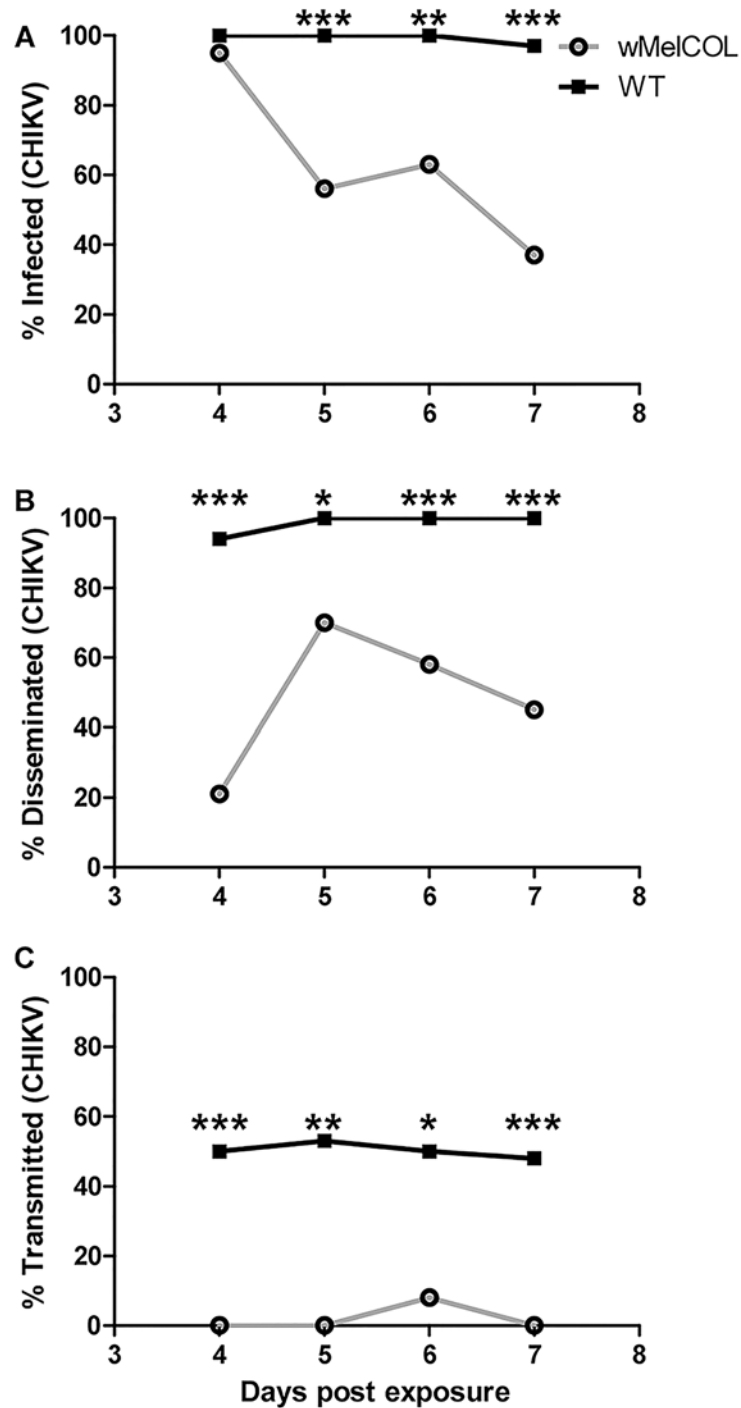 A
*** ** ***
wMelCOL
WT
% Infected (CHIKV)
100
80
60
40
20
0
3 4 5 6 7 8
B
*** * *** ***
% Disseminated (CHIKV)
100
80
60
40
20
0
3 4 5 6 7 8
C
*** ** * ***
% Transmitted (CHIKV)
100
80
60
40
20
0
3 4 5 6 7 8
Days post exposure